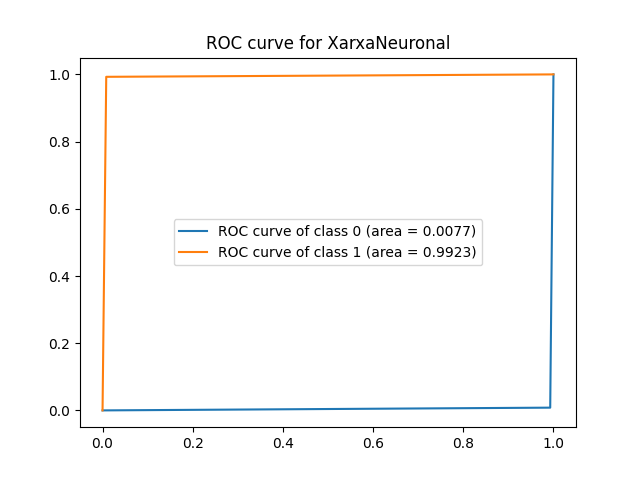 ROC curve for XarxaNeuronal
1.0
0.8
0.6
0.4
0.2
0.0
ROC curve of class 0 (area = 0.0077)
ROC curve of class 1 (area = 0.9923)
0.0 0.2 0.4 0.6 0.8 1.0